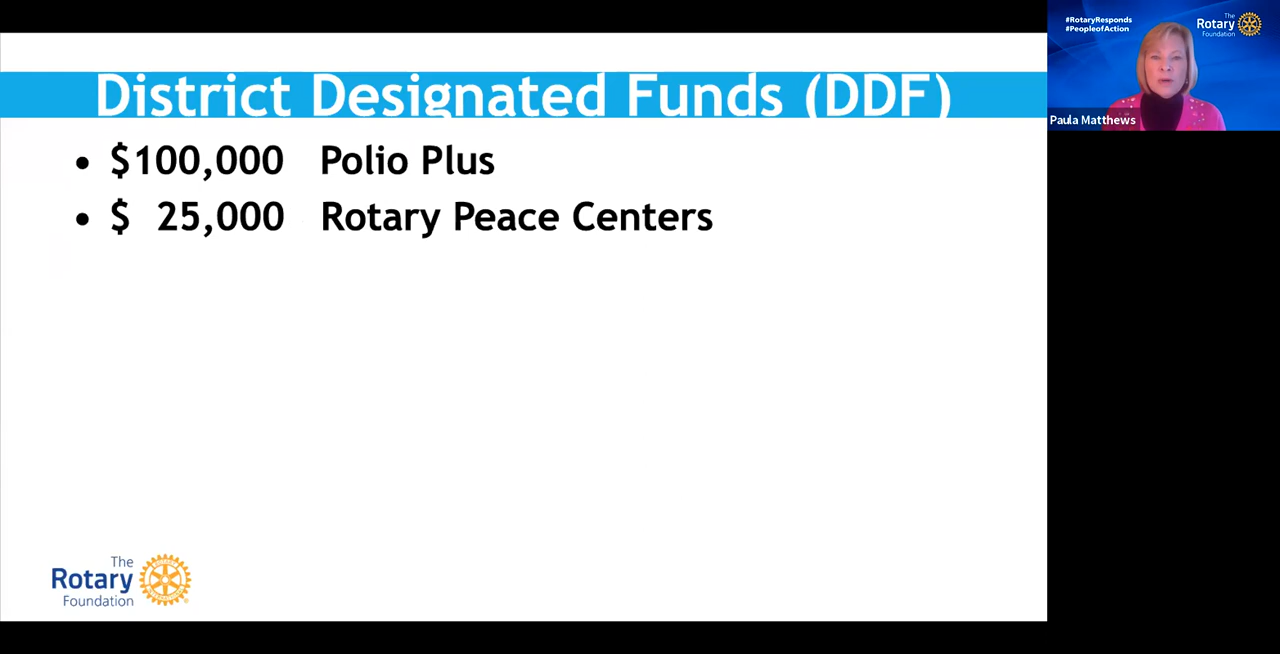 District Designated Funds (DDF)
• $100,000 Polio Plus
• $ 25,000 Rotary Peace Centers
The
Rotary
Foundation
#RotaryResponds
#PeopleofAction
The
Rotary
Foundation
Paula Matthews